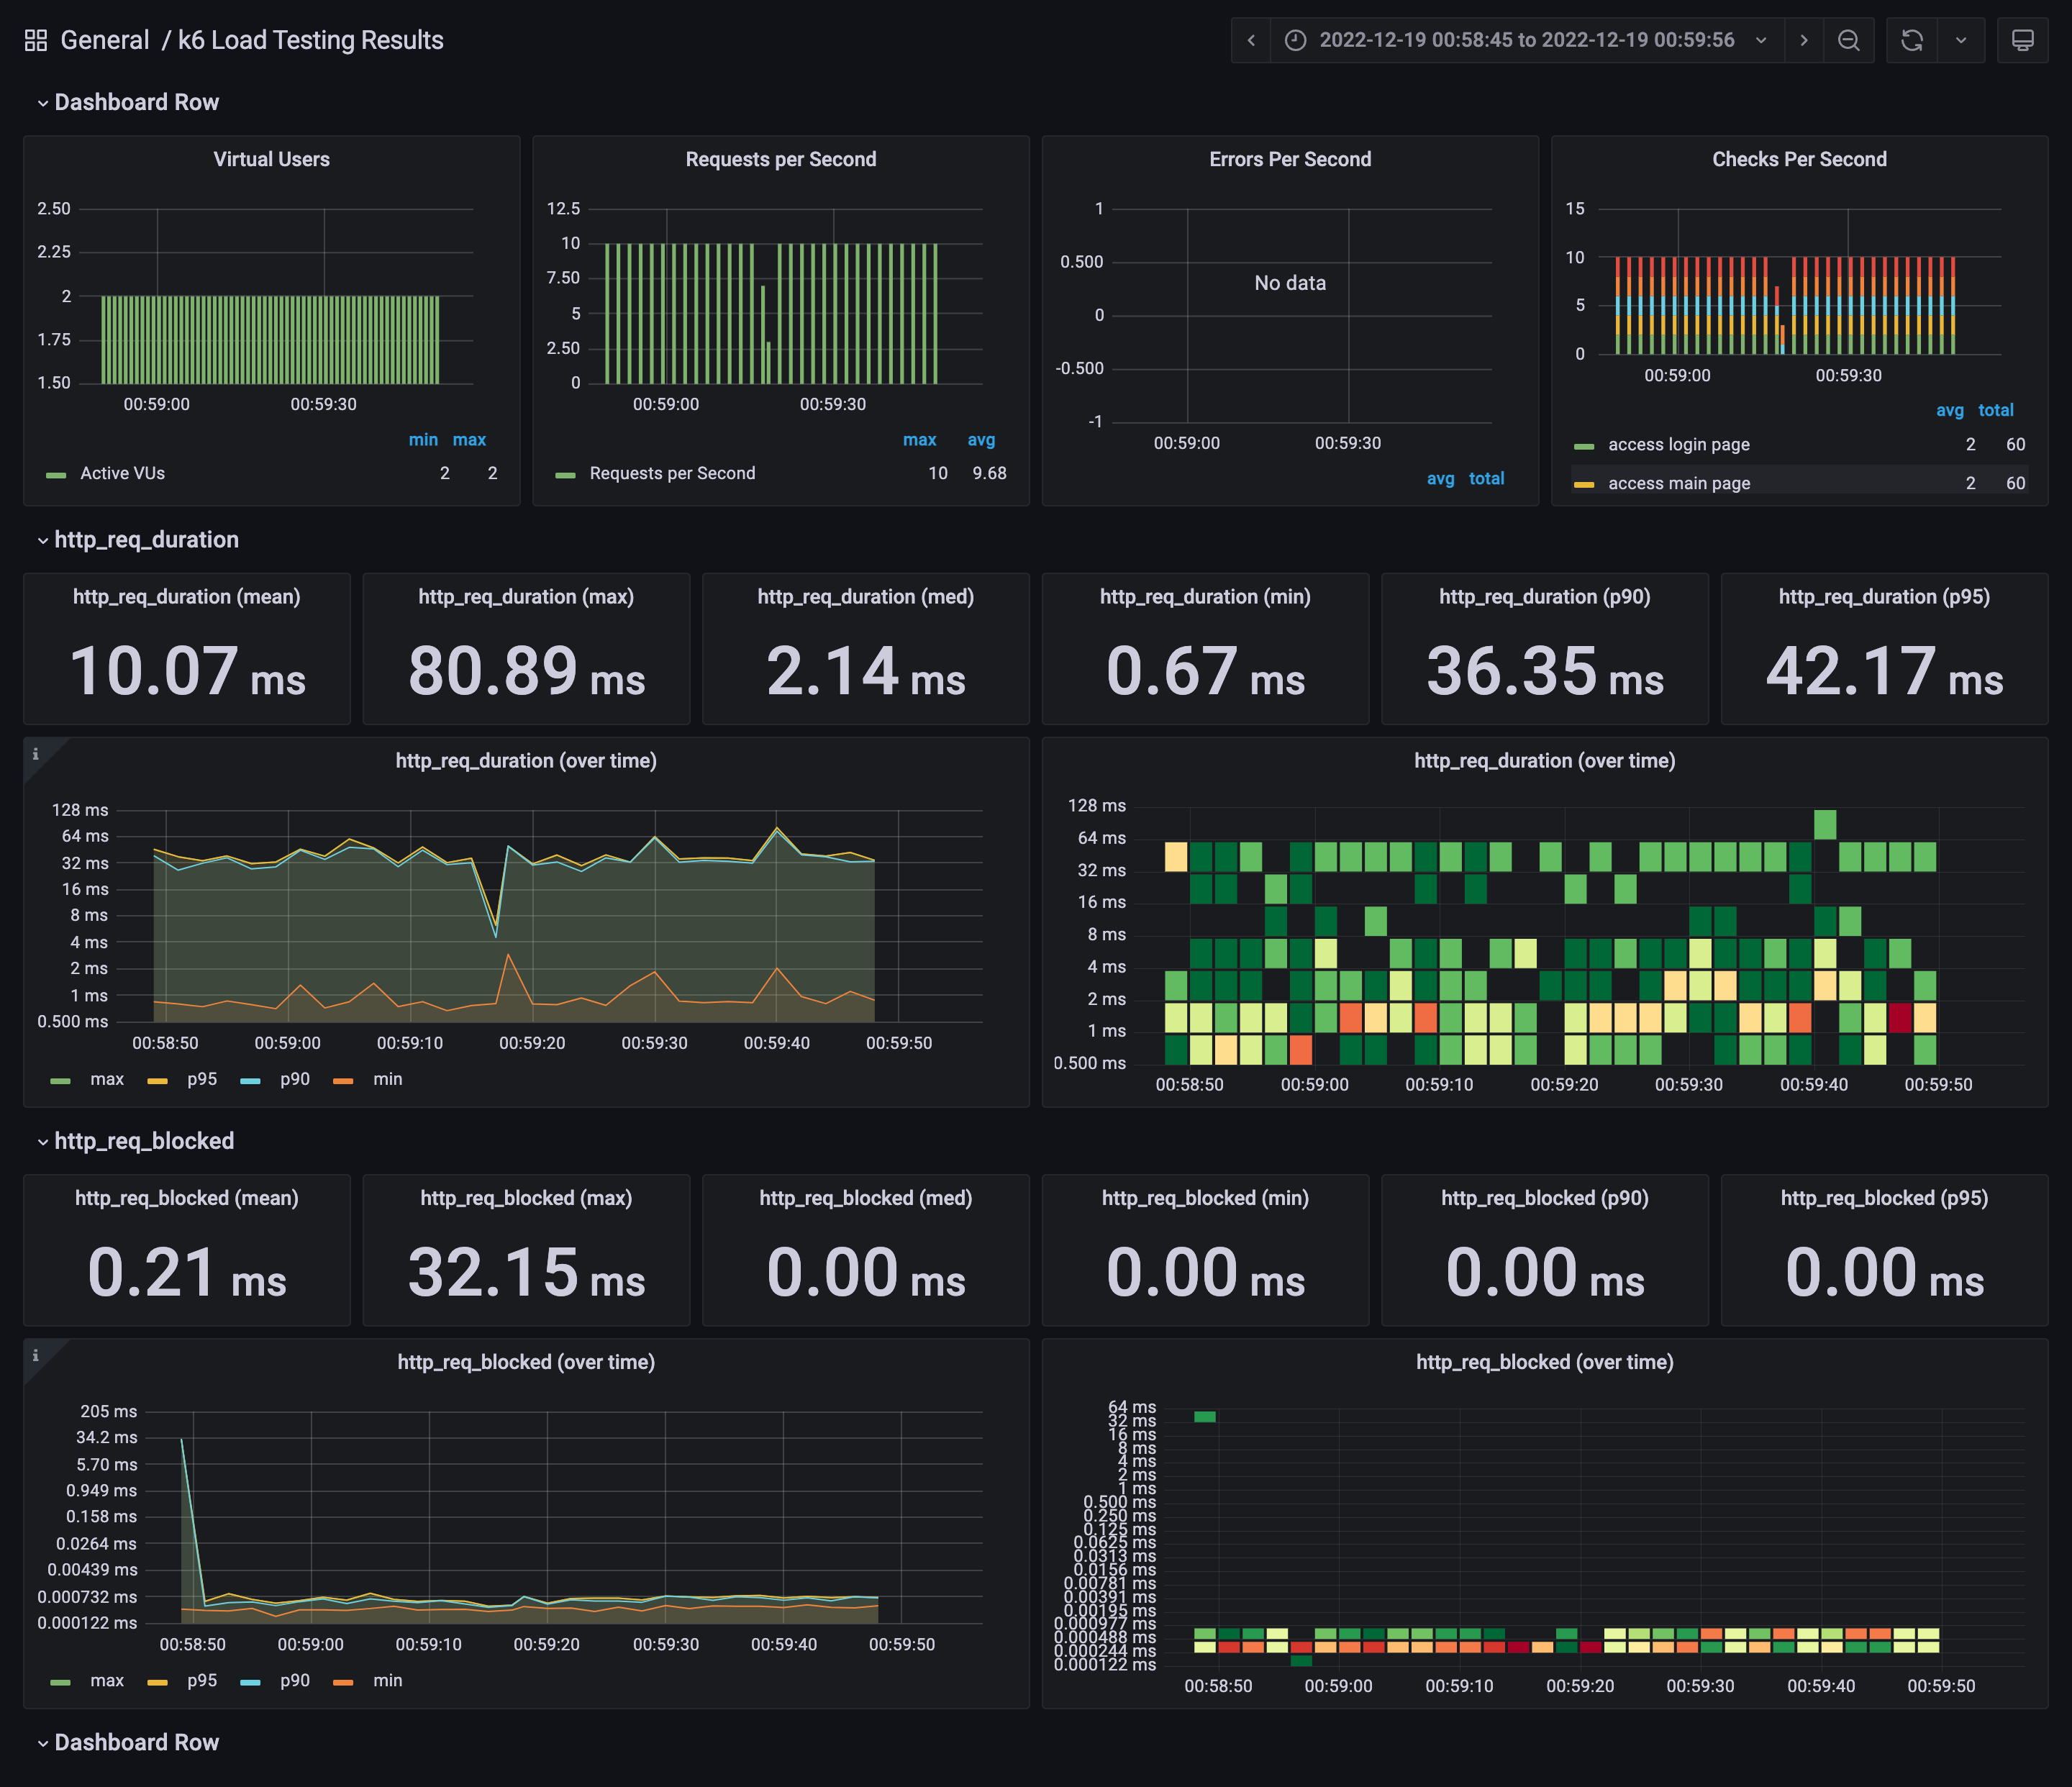 General / k6 Load Testing Results
2022-12-19 00:58:45 to 2022-12-19 00:59:56
Dashboard Row
Virtual Users
2.50
2.25
2
1.75
1.50
00:59:00 00:59:30
min max
Active VUs 2 2
Requests per Second
12.5
10
7.50
5
2.50
0
00:59:00 00:59:30
max avg
Requests per Second 10 9.68
Errors Per Second
1
0.500
0
-0.500
-1
No data
00:59:00 00:59:30
avg total
Checks Per Second
15
10
5
0
00:59:00 00:59:30
avg total
access login page 2 60
access main page 2 60
http_req_duration
http_req_duration (mean)
10.07 ms
http_req_duration (max)
80.89 ms
http_req_duration (med)
2.14 ms
http_req_duration (min)
0.67 ms
http_req_duration (p90)
36.35 ms
http_req_duration (p95)
42.17 ms
i
http_req_duration (over time)
128 ms
64 ms
32 ms
16 ms
8 ms
4 ms
2 ms
1 ms
0.500 ms
00:58:50 00:59:00 00:59:10 00:59:20 00:59:30 00:59:40 00:59:50
max p95 p90 min
http_req_duration (over time)
128 ms
64 ms
32 ms
16 ms
8 ms
4 ms
2 ms
1 ms
0.500 ms
00:58:50 00:59:00 00:59:10 00:59:20 00:59:30 00:59:40 00:59:50
http_req_blocked
http_req_blocked (mean)
0.21 ms
http_req_blocked (max)
32.15 ms
http_req_blocked (med)
0.00 ms
http_req_blocked (min)
0.00 ms
http_req_blocked (p90)
0.00 ms
http_req_blocked (p95)
0.00 ms
i
http_req_blocked (over time)
205 ms
34.2 ms
5.70 ms
0.949 ms
0.158 ms
0.0264 ms
0.00439 ms
0.000732 ms
0.000122 ms
00:58:50 00:59:00 00:59:10 00:59:20 00:59:30 00:59:40 00:59:50
max p95 p90 min
http_req_blocked (over time)
64 ms
32 ms
16 ms
8 ms
4 ms
2 ms
1 ms
0.500 ms
0.250 ms
0.125 ms
0.0625 ms
0.0313 ms
0.0156 ms
0.00781 ms
0.00391 ms
0.00195 ms
0.000977 ms
0.000488 ms
0.000244 ms
0.000122 ms
00:58:50 00:59:00 00:59:10 00:59:20 00:59:30 00:59:40 00:59:50
Dashboard Row